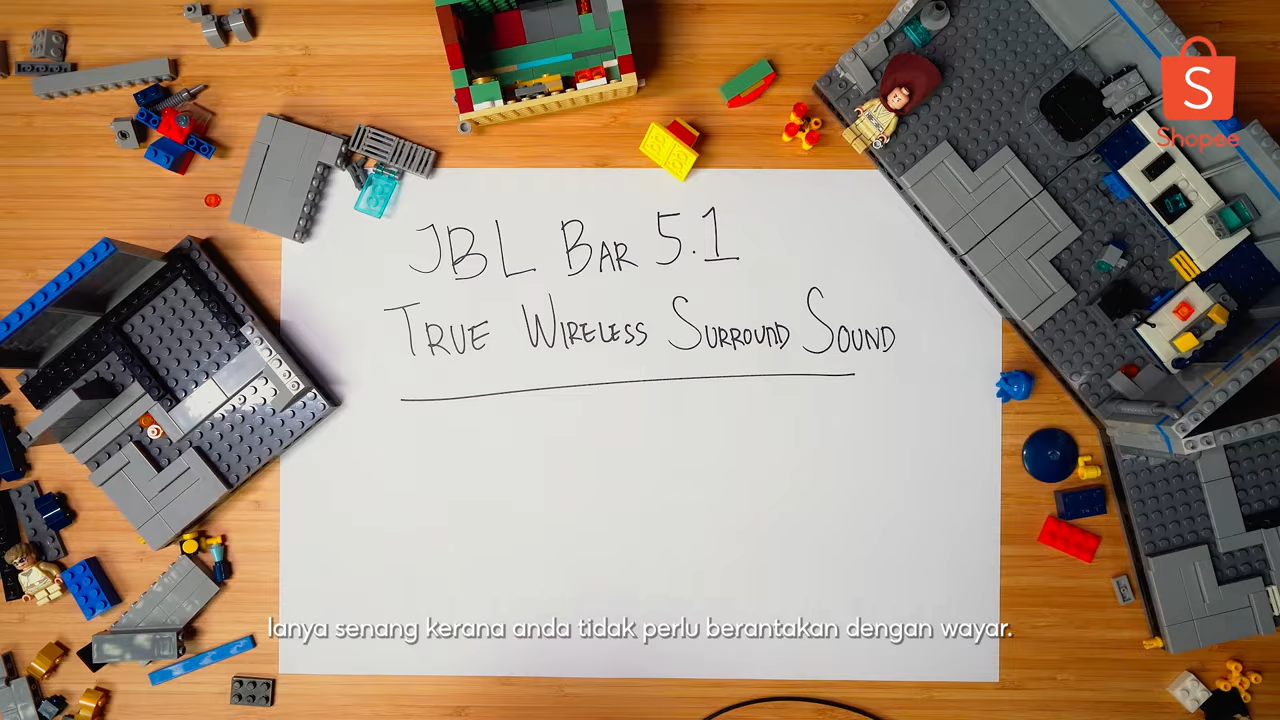 Shopee
JBL BAR 5.1
TRUE WIRELESS SURROUND SOUND
Ianya senang kerana anda tidak perlu berantakan dengan wayar.